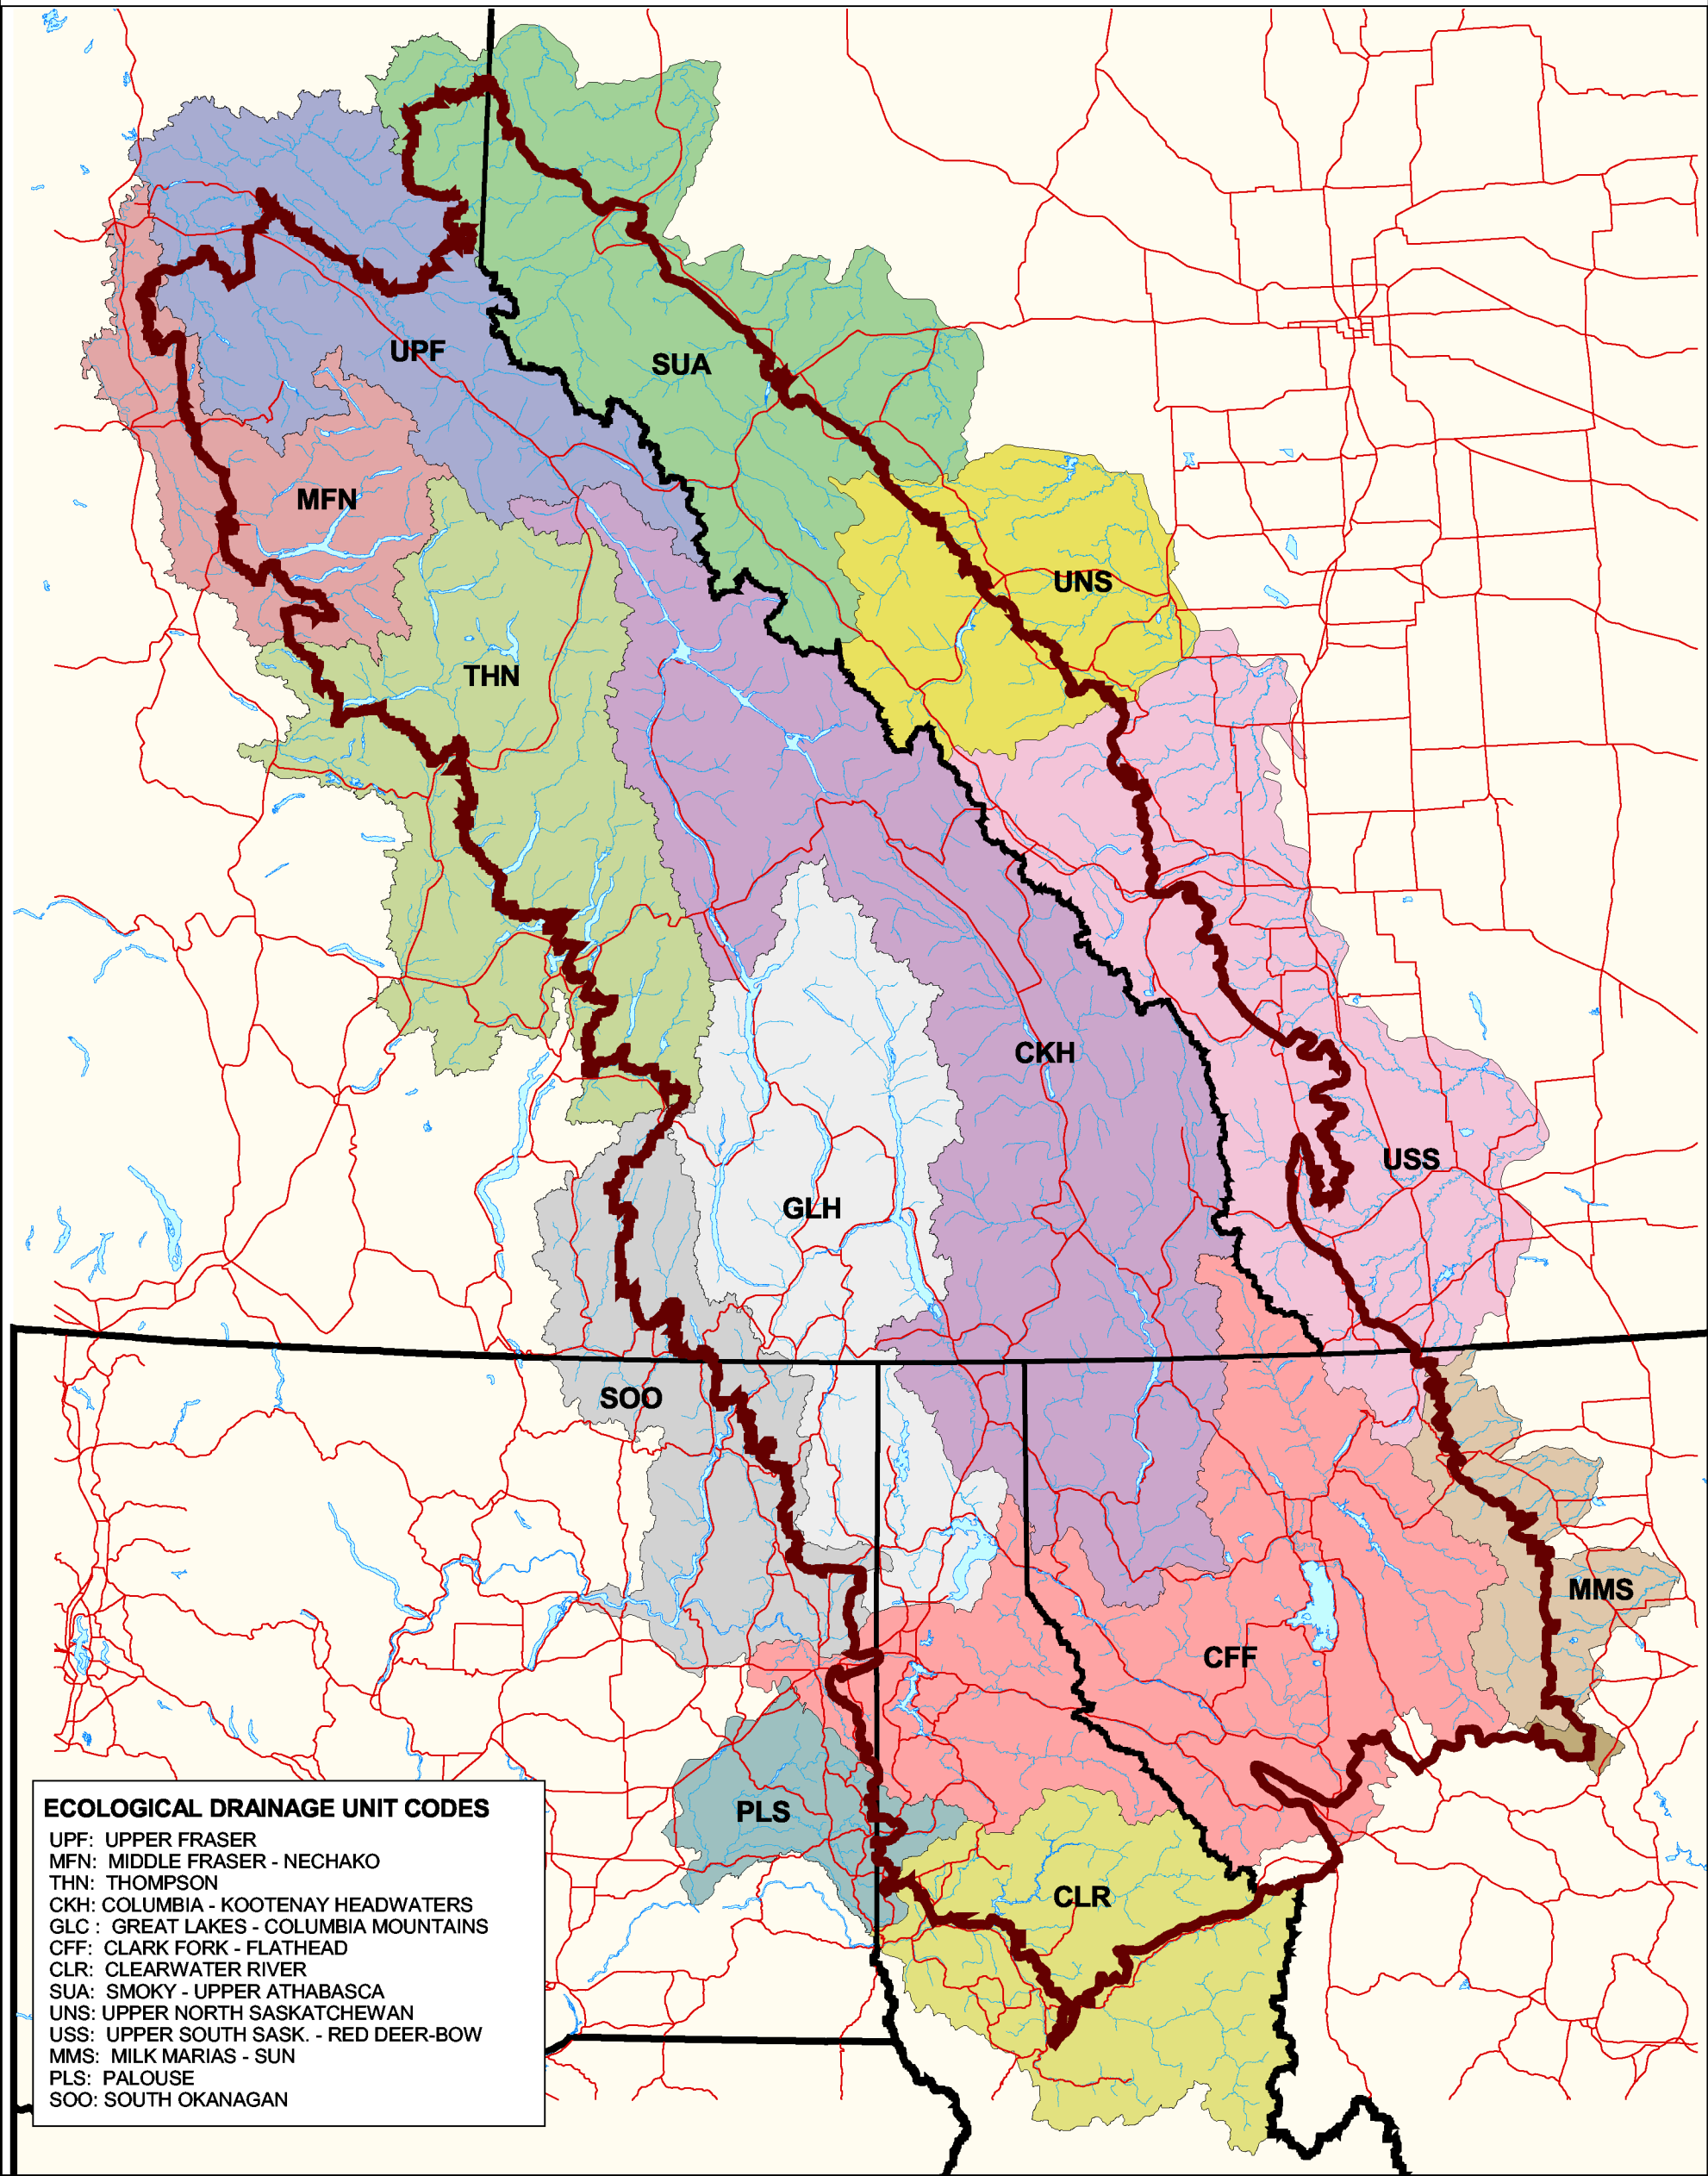 UPF
SUA
MFN
UNS
THN
CKH
USS
GLH
SOO
MMS
CFF
PLS
CLR
ECOLOGICAL DRAINAGE UNIT CODES
UPF: UPPER FRASER
MFN: MIDDLE FRASER - NECHAKO
THN: THOMPSON
CKH: COLUMBIA - KOOTENAY HEADWATERS
GLC : GREAT LAKES - COLUMBIA MOUNTAINS
CFF: CLARK FORK - FLATHEAD
CLR: CLEARWATER RIVER
SUA: SMOKY - UPPER ATHABASCA
UNS: UPPER NORTH SASKATCHEWAN
USS: UPPER SOUTH SASK. - RED DEER-BOW
MMS: MILK MARIAS - SUN
PLS: PALOUSE
SOO: SOUTH OKANAGAN